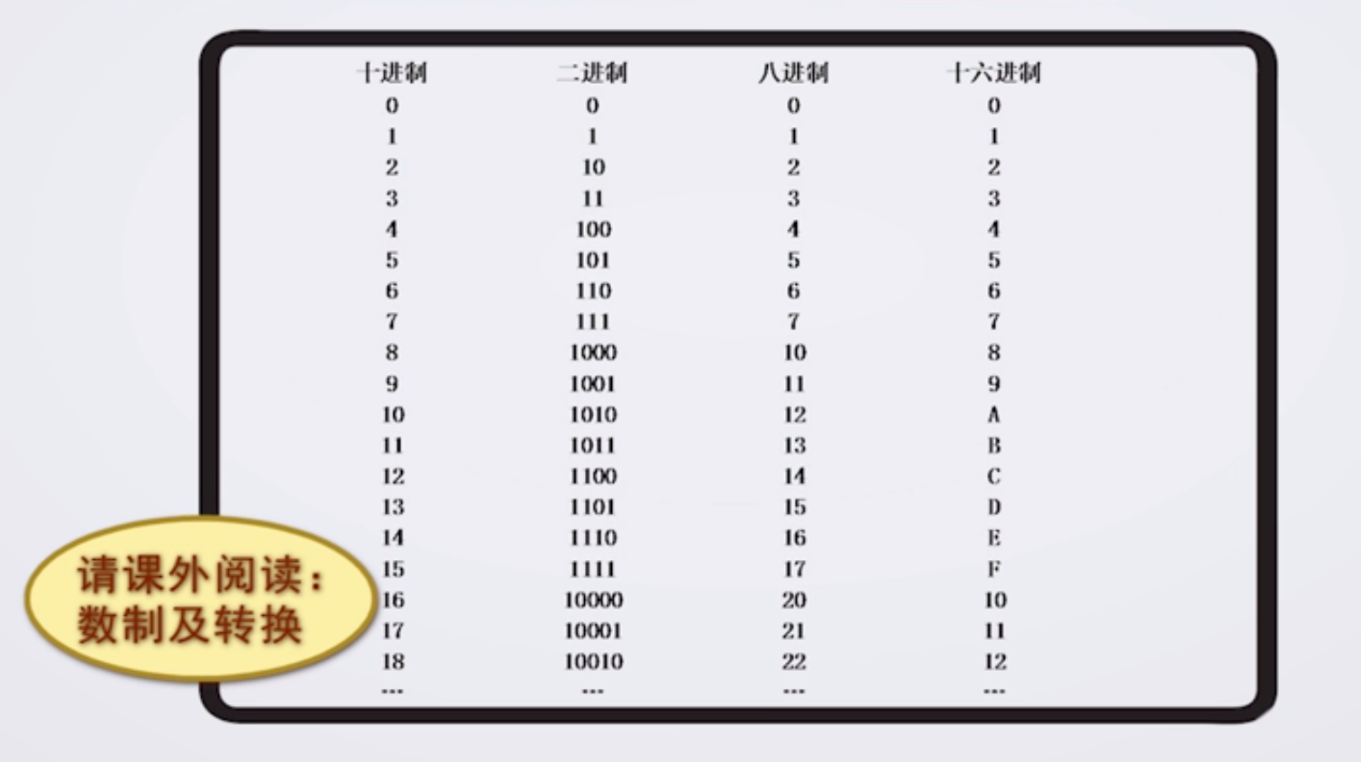 十进制 二进制 八进制 十六进制
0 0 0 0
1 1 1 1
2 10 2 2
3 11 3 3
4 100 4 4
5 101 5 5
6 110 6 6
7 111 7 7
8 1000 10 8
9 1001 11 9
10 1010 12 A
11 1011 13 B
12 1100 14 C
13 1101 15 D
14 1110 16 E
15 1111 17 F
16 10000 20 10
17 10001 21 11
18 10010 22 12
--- --- --- ---
请课外阅读：
数制及转换